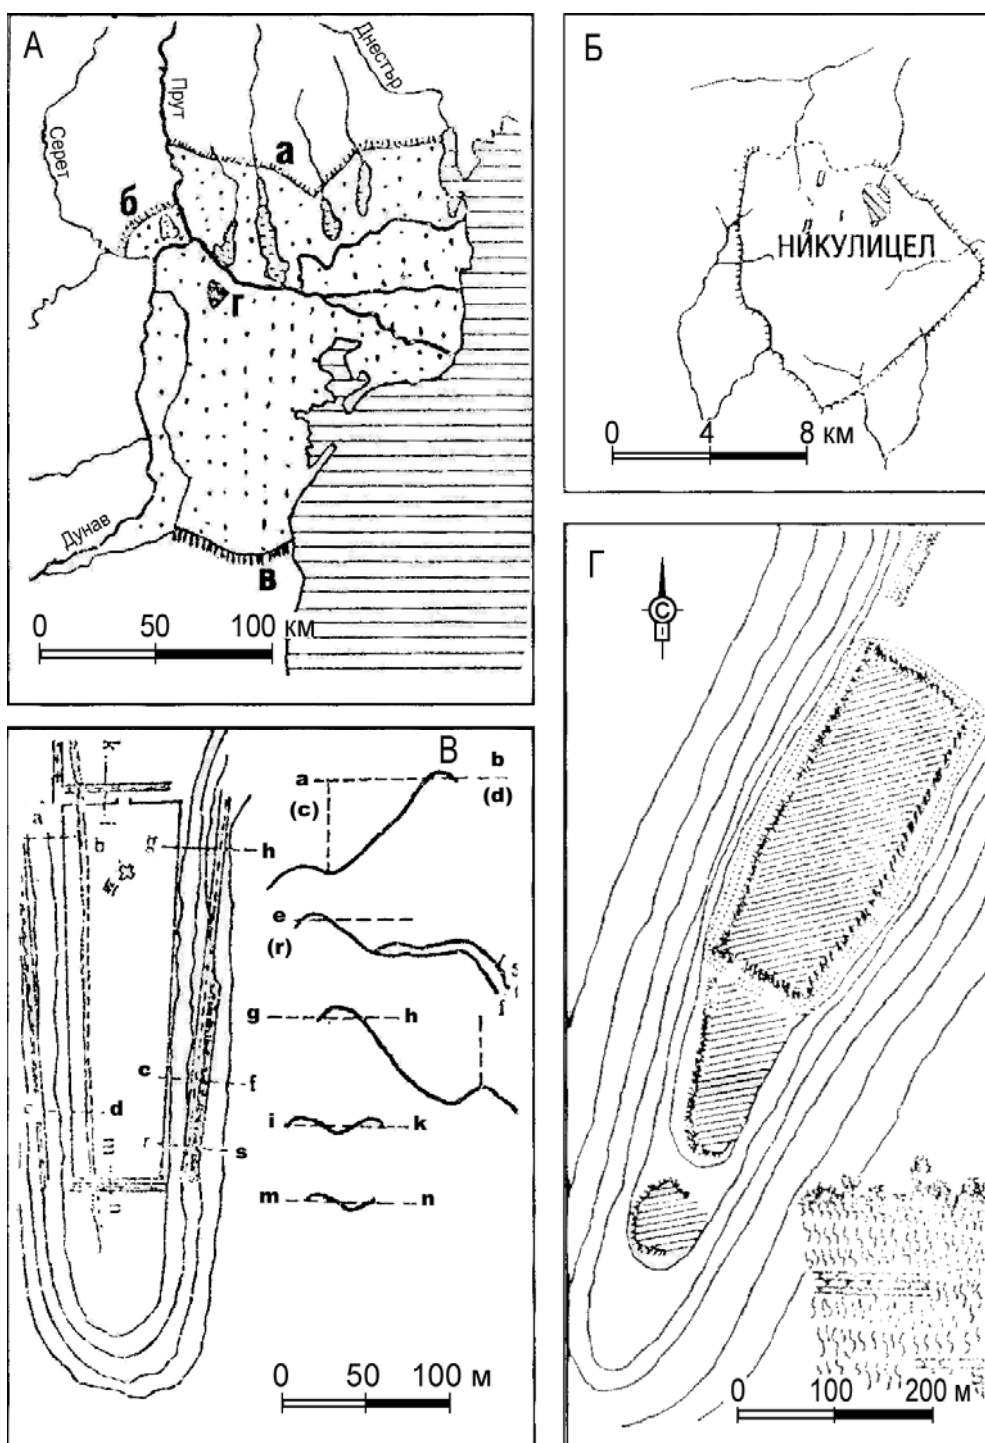 А
Днестър
Прут
Серет
а
б
г
Дунав
в
0 50 100 км
Б
НИКУЛИЦЕЛ
0 4 8 км
В
k
a
b
g
h
l
c
f
d
r
s
m
n
a
b
(c)
(d)
e
(r)
s
f
g
h
i
k
m
n
0 50 100 м
Г
С
0 100 200 м